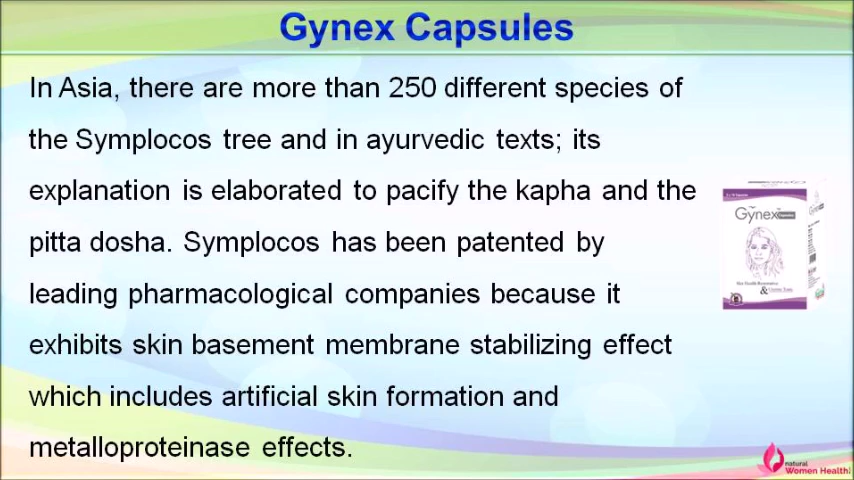 Gynex Capsules
In Asia, there are more than 250 different species of
the Symplocos tree and in ayurvedic texts; its
explanation is elaborated to pacify the kapha and the
pitta dosha. Symplocos has been patented by
leading pharmacological companies because it
exhibits skin basement membrane stabilizing effect
which includes artificial skin formation and
metalloproteinase effects.
Gynex
& Uterine Tonic
natural
Women Health